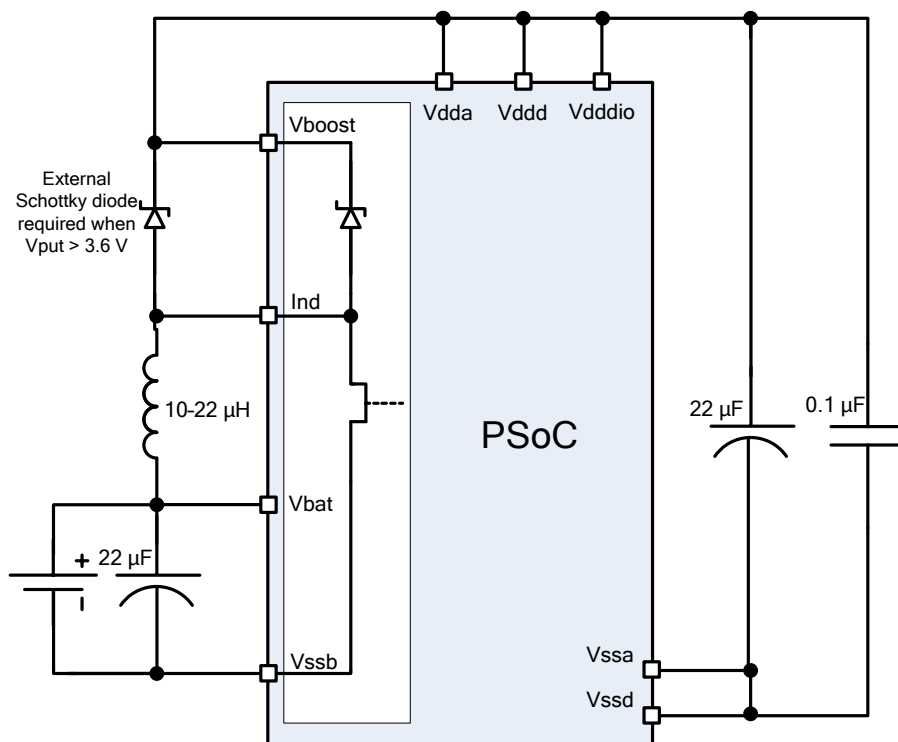 Vdda Vddd Vdddio
Vboost
External
Schottky diode
required when
Vput > 3.6 V
Ind
10-22 µH
PSoC
22 µF
0.1 µF
Vbat
+
22 µF
Vssb
Vssa
Vssd